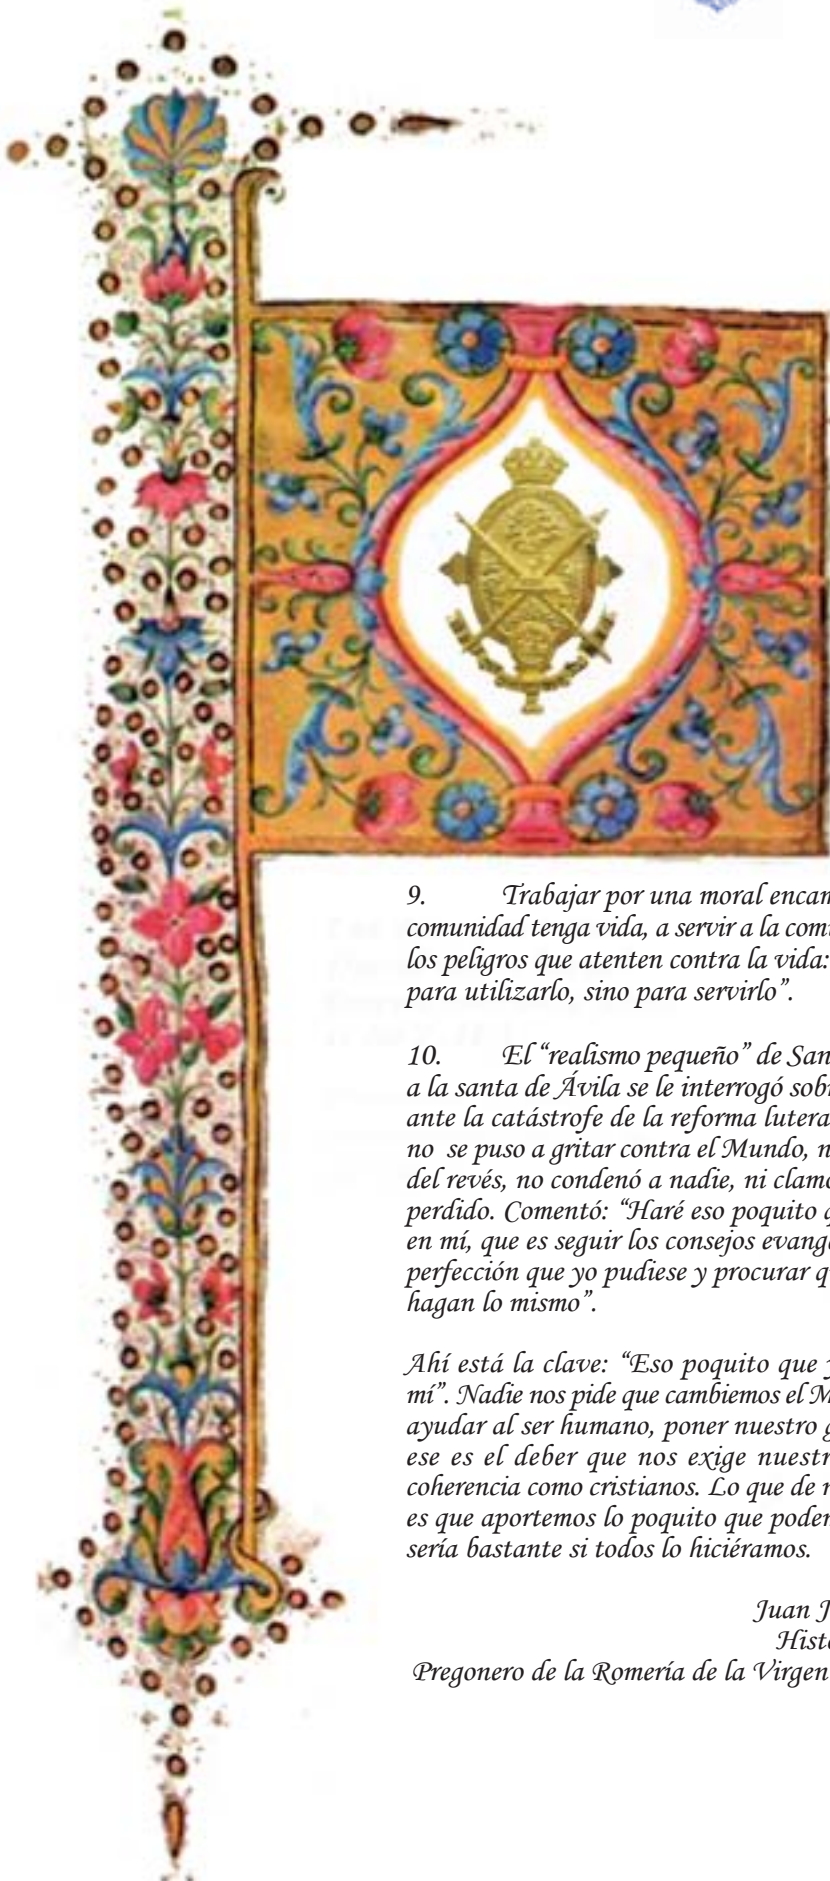 9. Trabajar por una moral encam
comunidad tenga vida, a servir a la com
los peligros que atenten contra la vida:
para utilizarlo, sino para servirlo”.
10. El “realismo pequeño” de San
a la santa de Ávila se le interrogó sob
ante la catástrofe de la reforma lutera
no se puso a gritar contra el Mundo, n
del revés, no condenó a nadie, ni clamo
perdido. Comentó: “Haré eso poquito q
en mí, que es seguir los consejos evang
perfección que yo pudiese y procurar q
hagan lo mismo”.
Ahí está la clave: “Eso poquito que y
mí”. Nadie nos pide que cambiemos el M
ayudar al ser humano, poner nuestro g
ese es el deber que nos exige nuestr
coherencia como cristianos. Lo que de n
es que aportemos lo poquito que poder
sería bastante si todos lo hiciéramos.
Juan J
Histo
Pregonero de la Romería de la Virgen